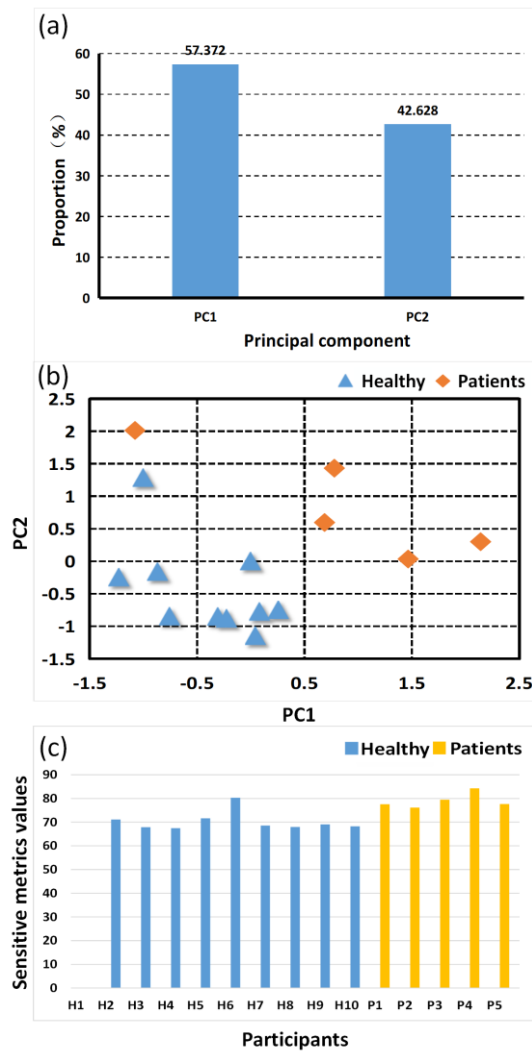 (a)
60
50
40
30
20
10
0
Proportion（%）
57.372
42.628
PC1 PC2
Principal component
(b)
Healthy Patients
2.5
2
1.5
1
0.5
0
-0.5
-1
-1.5
PC2
-1.5 -0.5 0.5 1.5 2.5
PC1
(c)
Healthy Patients
90
80
70
60
50
40
30
20
10
0
Sensitive metrics values
H1 H2 H3 H4 H5 H6 H7 H8 H9 H10 P1 P2 P3 P4 P5
Participants